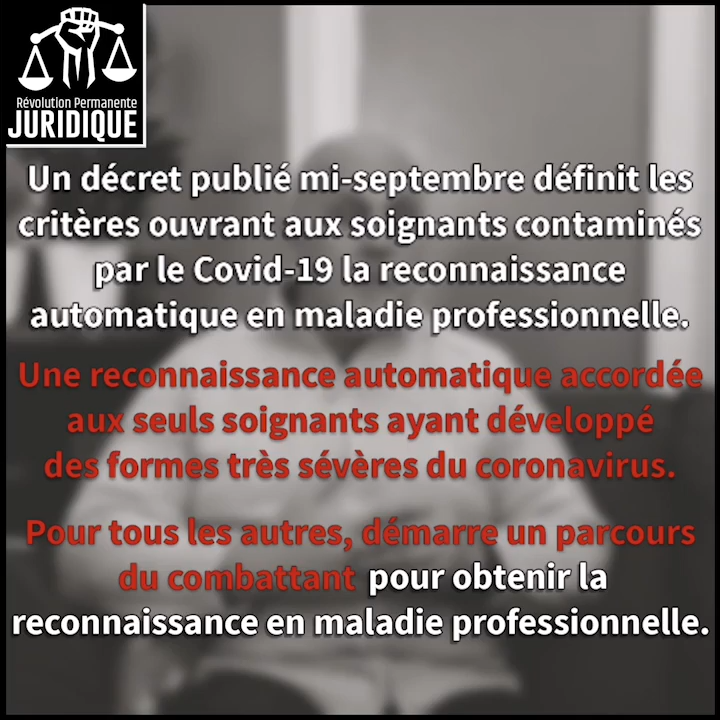 Révolution Permanente
JURIDIQUE
Un décret publié mi-septembre définit les
critères ouvrant aux soignants contaminés
par le Covid-19 la reconnaissance
automatique en maladie professionnelle.
Une reconnaissance automatique accordée
aux seuls soignants ayant développé
des formes très sévères du coronavirus.
Pour tous les autres, démarre un parcours
du combattant pour obtenir la
reconnaissance en maladie professionnelle.